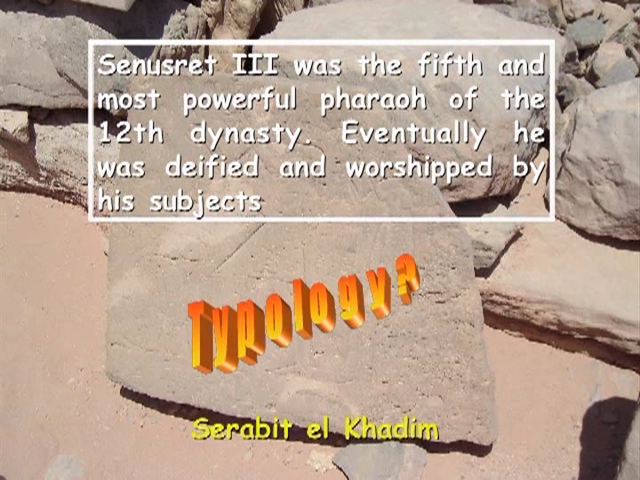 Senusret III was the fifth and
most powerful pharaoh of the
12th dynasty. Eventually he
was deified and worshipped by
his subjects
Typology?
Serabit el Khadim